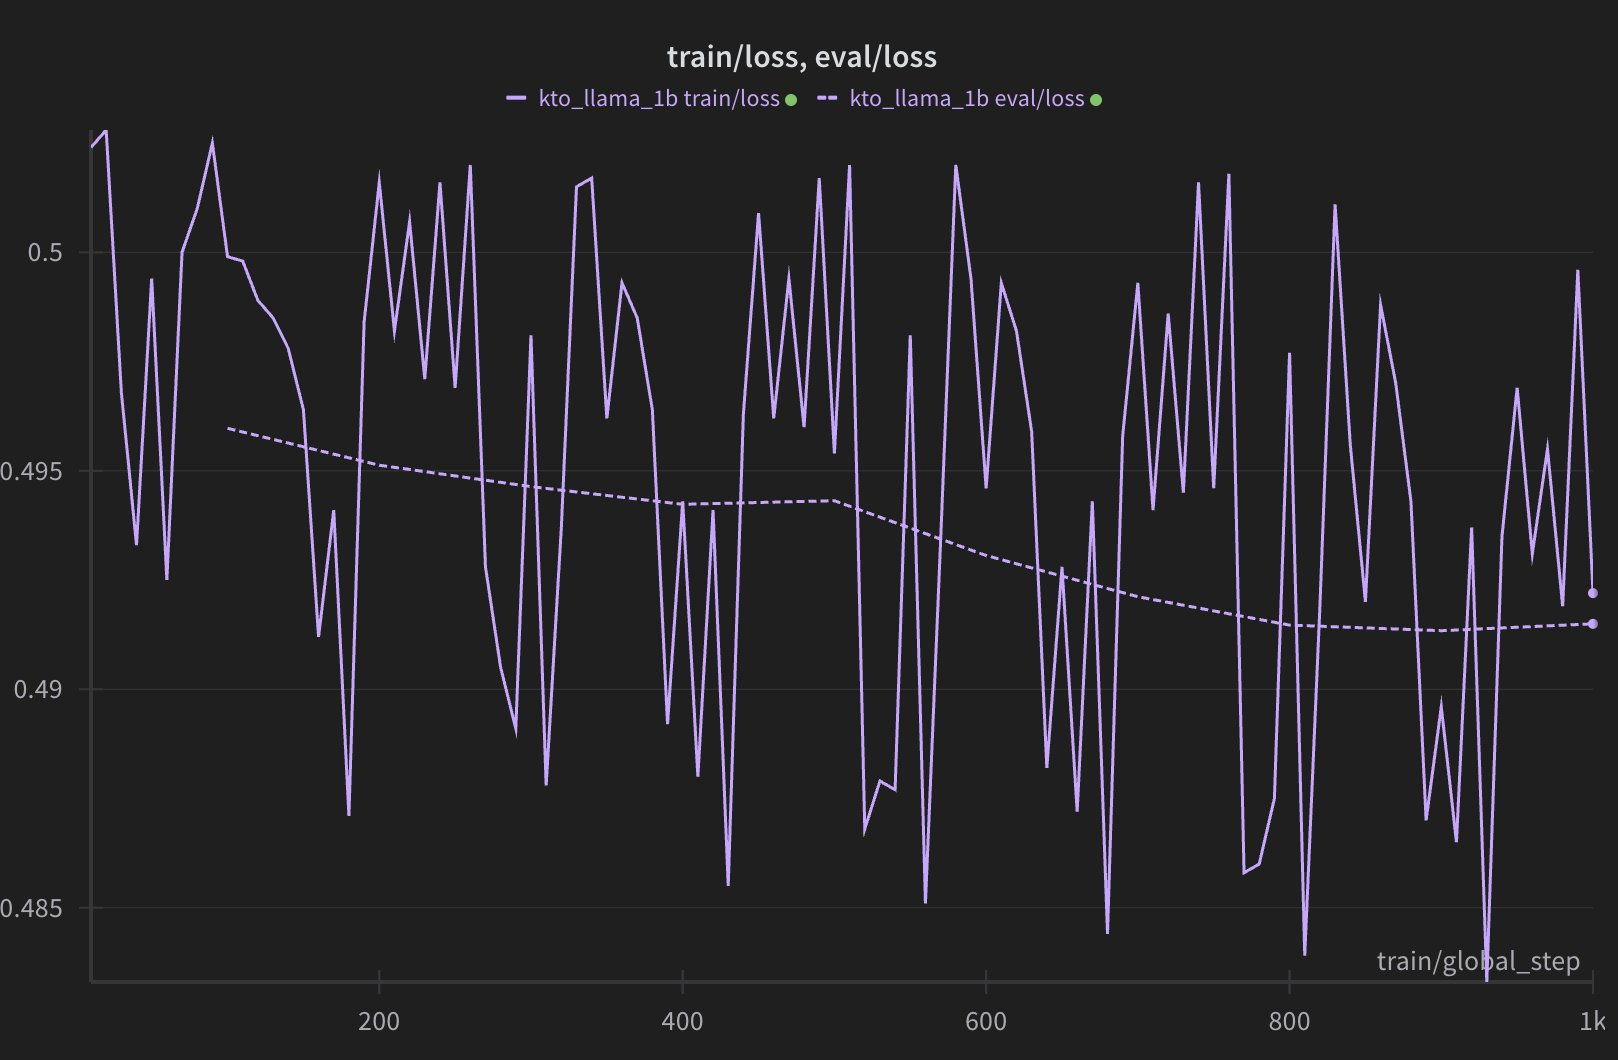 train/loss, eval/loss
kto_llama_1b train/loss kto_llama_1b eval/loss
0.5
0.495
0.49
0.485
train/global_step
200 400 600 800 1k